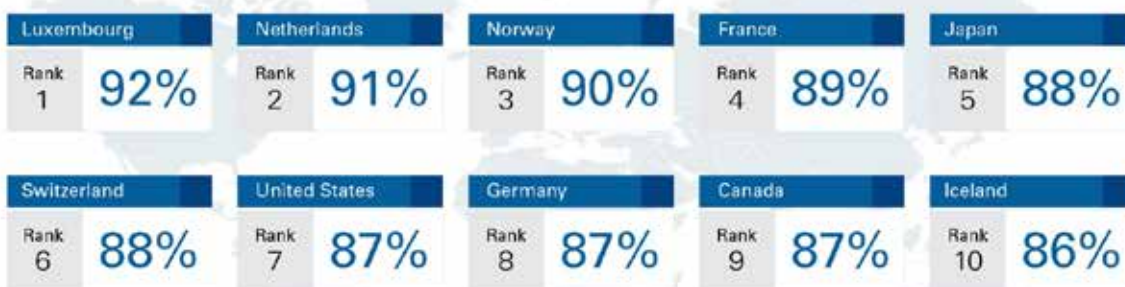 Luxembourg
Rank
1
92%
Netherlands
Rank
2
91%
Norway
Rank
3
90%
France
Rank
4
89%
Japan
Rank
5
88%
Switzerland
Rank
6
88%
United States
Rank
7
87%
Germany
Rank
8
87%
Canada
Rank
9
87%
Iceland
Rank
10
86%